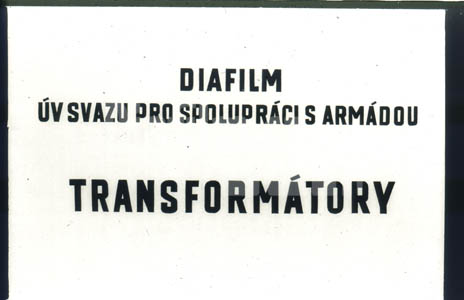 DIAFILM
ÚV SVAZU PRO SPOLUPRÁCI S ARMÁDOU
TRANSFORMÁTORY